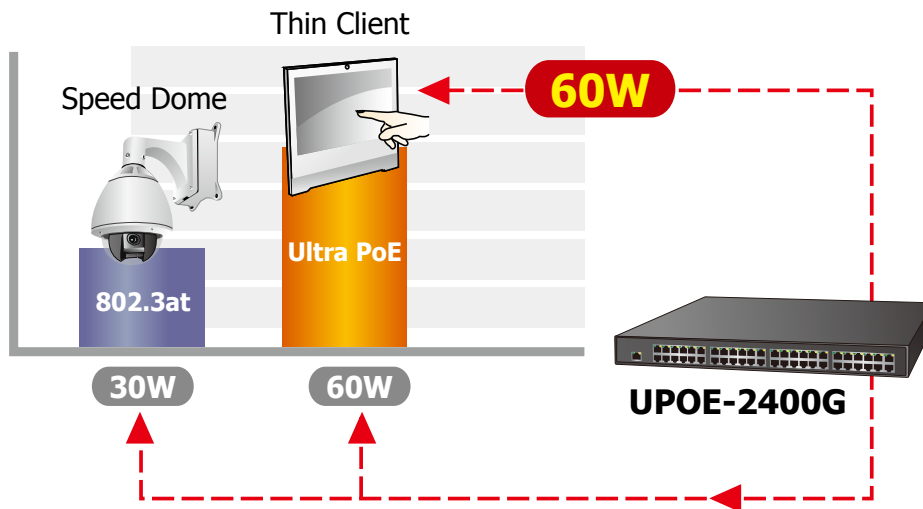 Thin Client
60W
Speed Dome
Ultra PoE
802.3at
30W
60W
UPOE-2400G